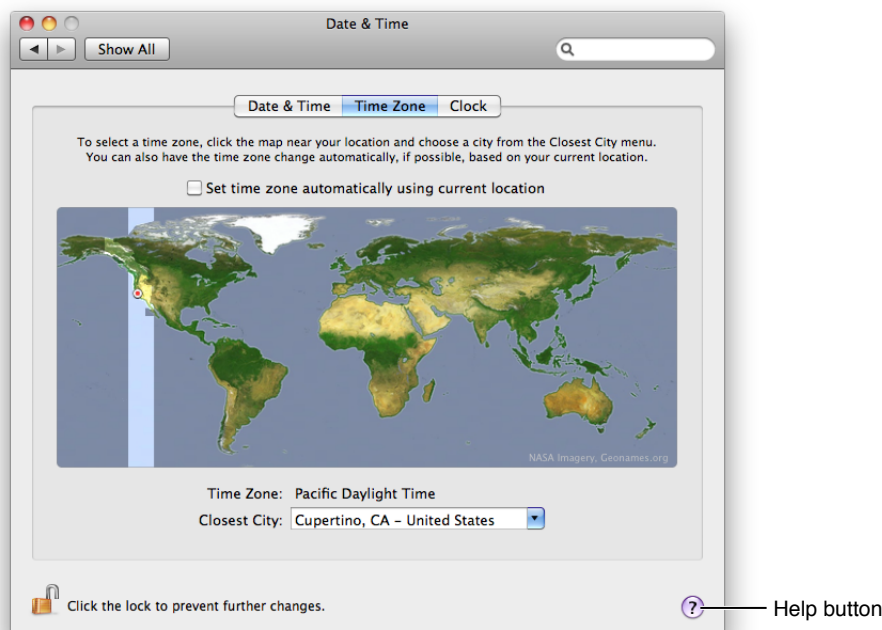 Date & Time
Show All
Date & Time Time Zone Clock
To select a time zone, click the map near your location and choose a city from the Closest City menu.
You can also have the time zone change automatically, if possible, based on your current location.
Set time zone automatically using current location
NASA Imagery, Geonames.org
Time Zone: Pacific Daylight Time
Closest City: Cupertino, CA – United States
Click the lock to prevent further changes.
? Help button